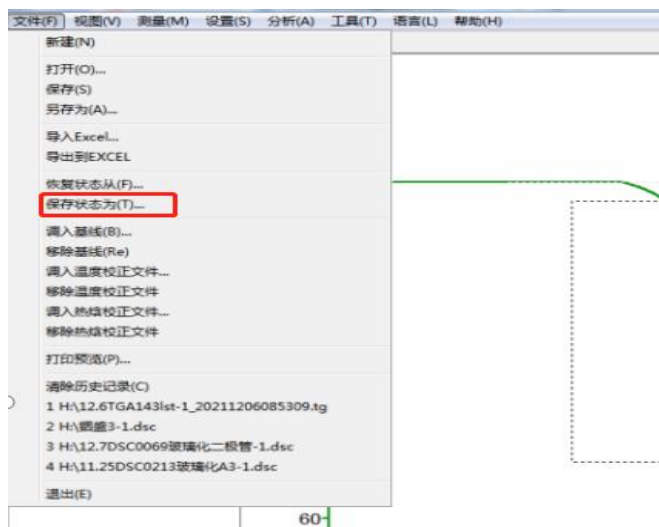 文件(F) 视图(V) 测量(M) 设置(S) 分析(A) 工具(T) 语言(L) 帮助(H)
新建(N)
打开(O)...
保存(S)
另存为(A)...
导入Excel...
导出到EXCEL
恢复状态从(F)...
保存状态为(T)...
调入基线(B)...
移除基线(Re)
调入温度校正文件...
移除温度校正文件
调入热焓校正文件...
移除热焓校正文件
打印预览(P)...
清除历史记录(C)
1 H:\12.6TGA143lst-1_20211206085309.tg
2 H:\盛3-1.dsc
3 H:\12.7DSC0069玻璃化二极管-1.dsc
4 H:\11.25DSC0213玻璃化A3-1.dsc
退出(E)
60